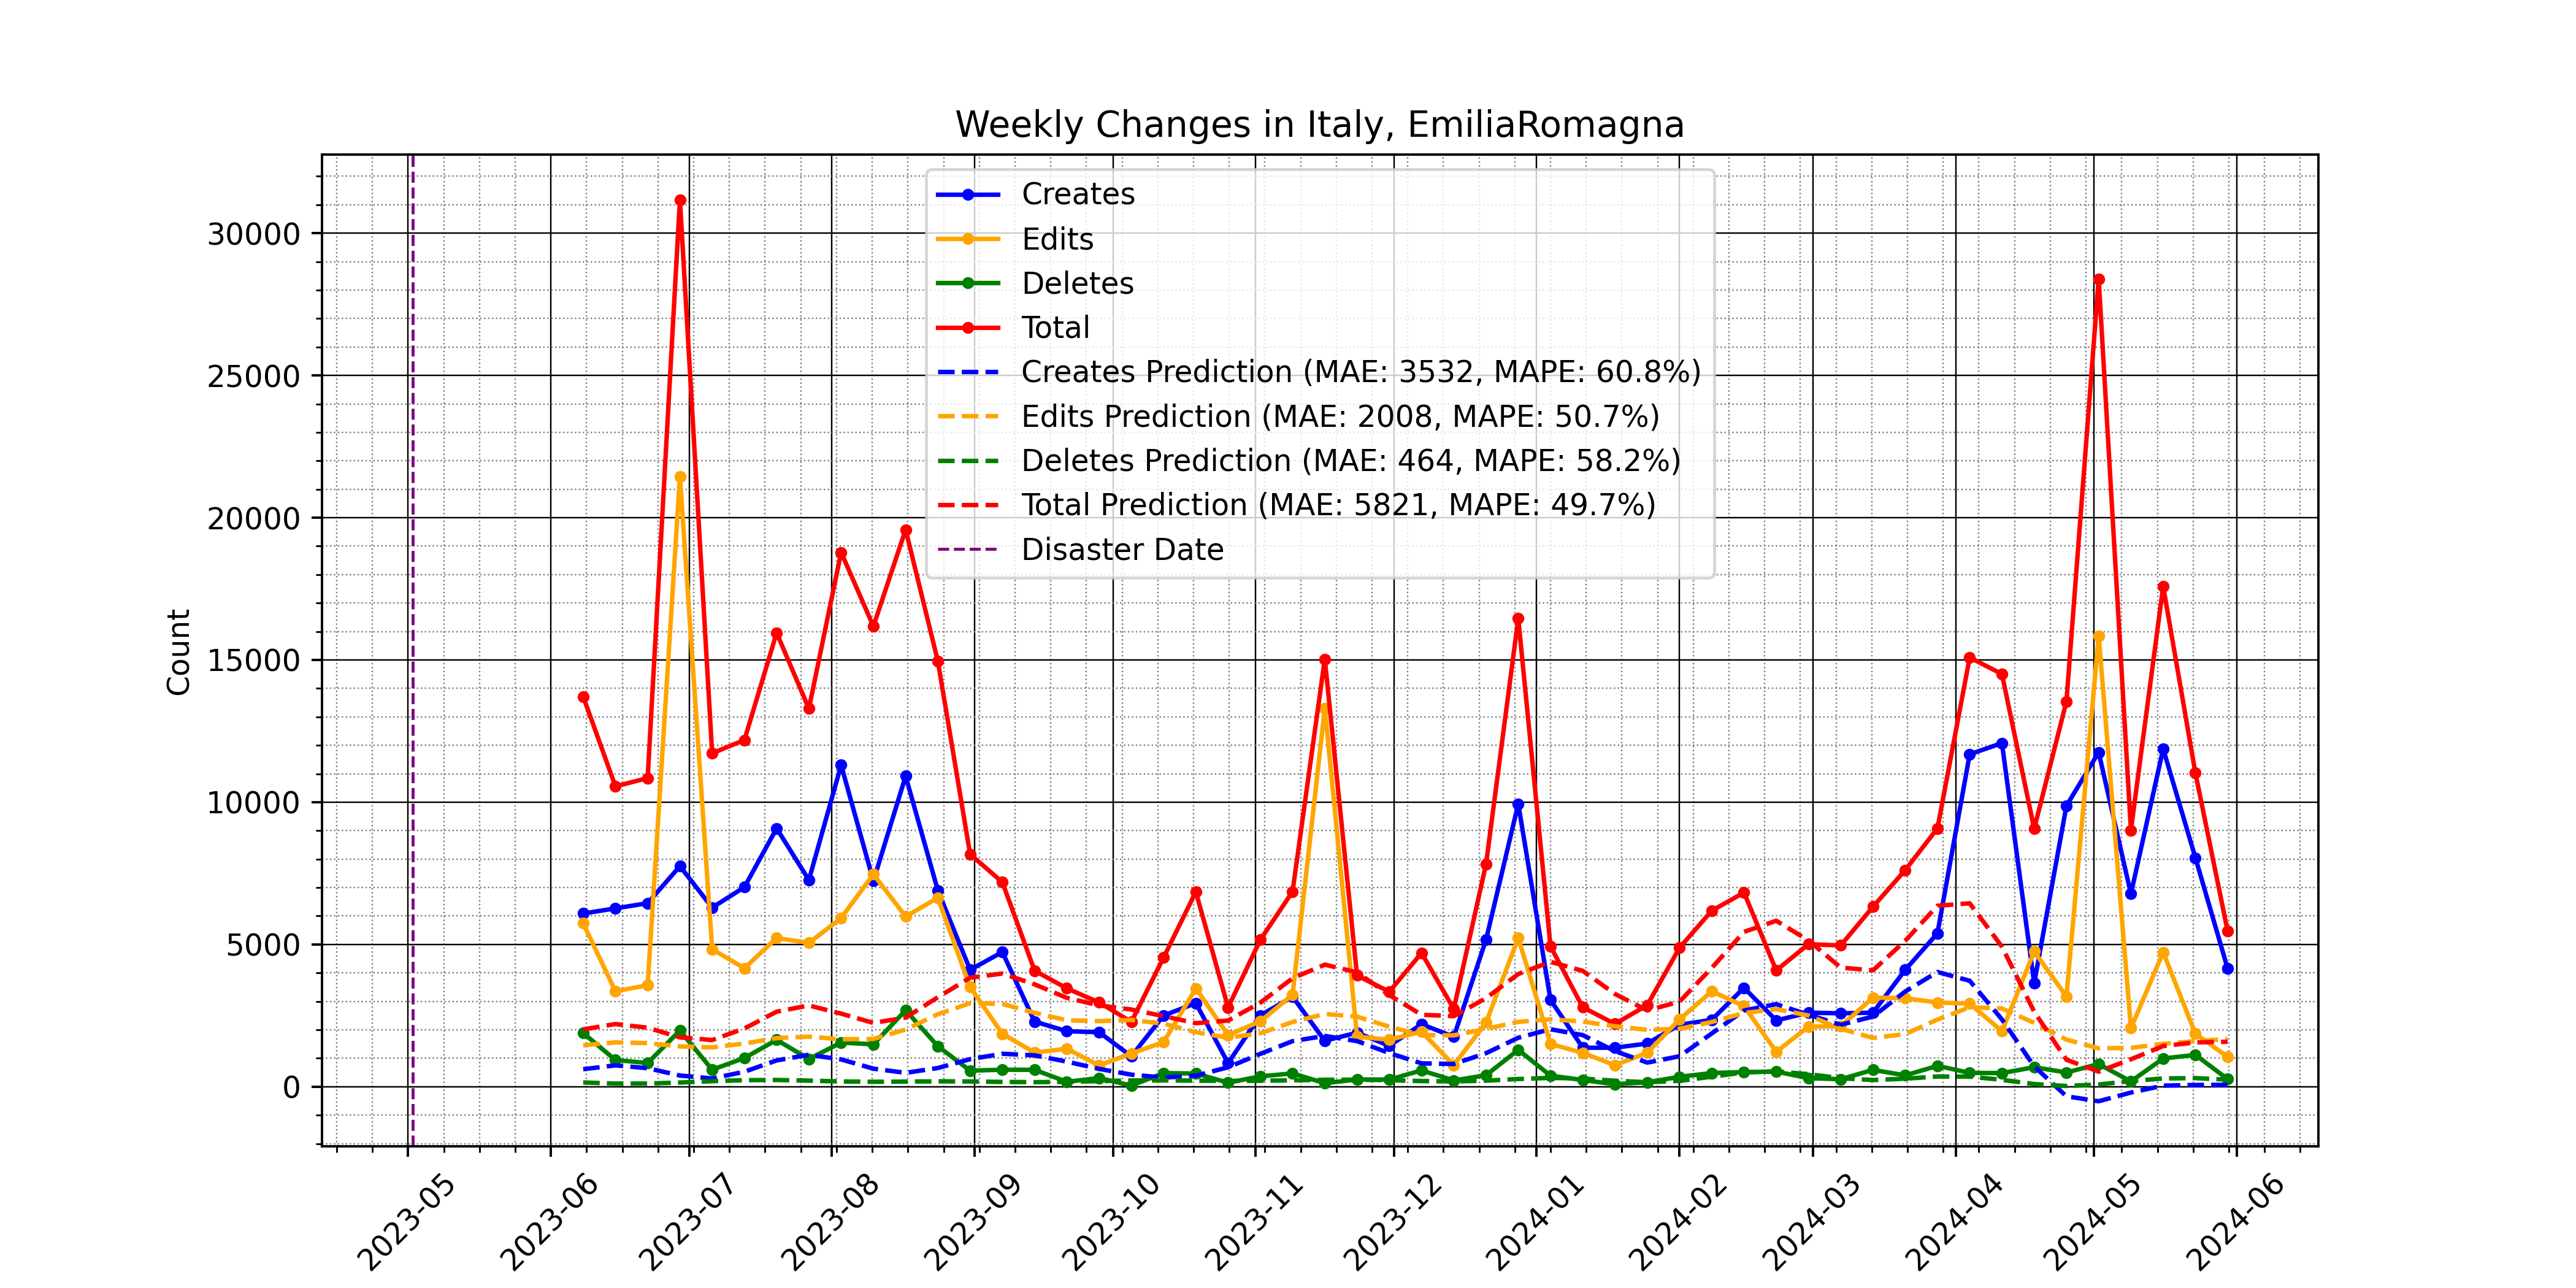 Weekly Changes in Italy, EmiliaRomagna
Count
30000
25000
20000
15000
10000
5000
0
Creates
Edits
Deletes
Total
Creates Prediction (MAE: 3532, MAPE: 60.8%)
Edits Prediction (MAE: 2008, MAPE: 50.7%)
Deletes Prediction (MAE: 464, MAPE: 58.2%)
Total Prediction (MAE: 5821, MAPE: 49.7%)
Disaster Date
2023-05
2023-06
2023-07
2023-08
2023-09
2023-10
2023-11
2023-12
2024-01
2024-02
2024-03
2024-04
2024-05
2024-06